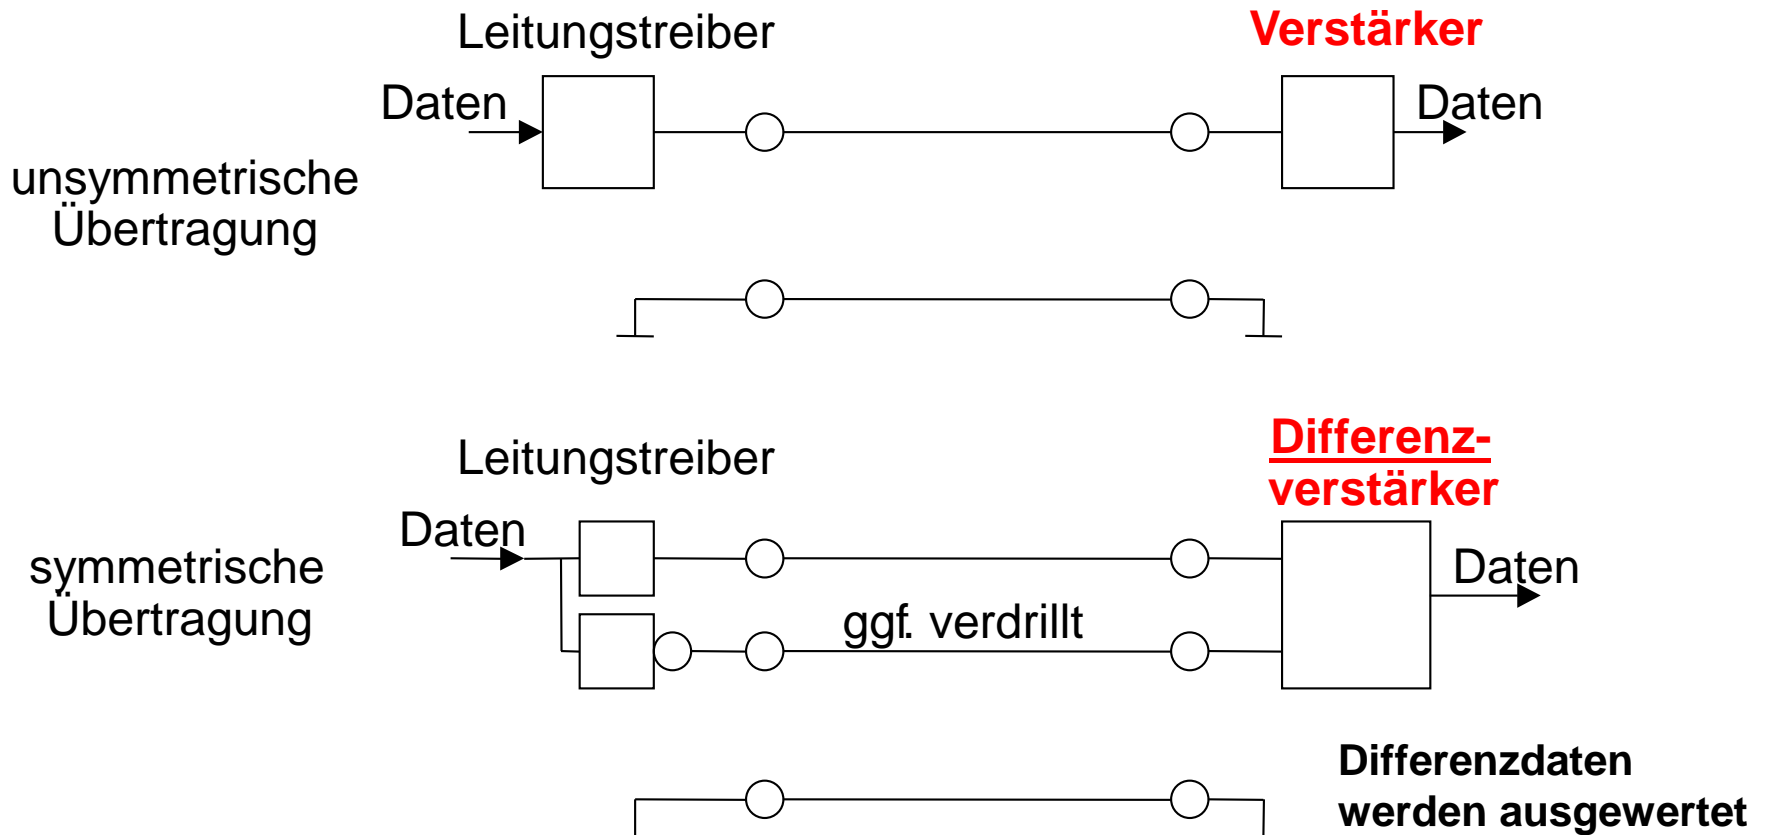 Leitungstreiber
Verstärker
Daten
Daten
unsymmetrische
Übertragung
Leitungstreiber
Differenz-
verstärker
Daten
Daten
symmetrische
Übertragung
ggf. verdrillt
Differenzdaten
werden ausgewertet